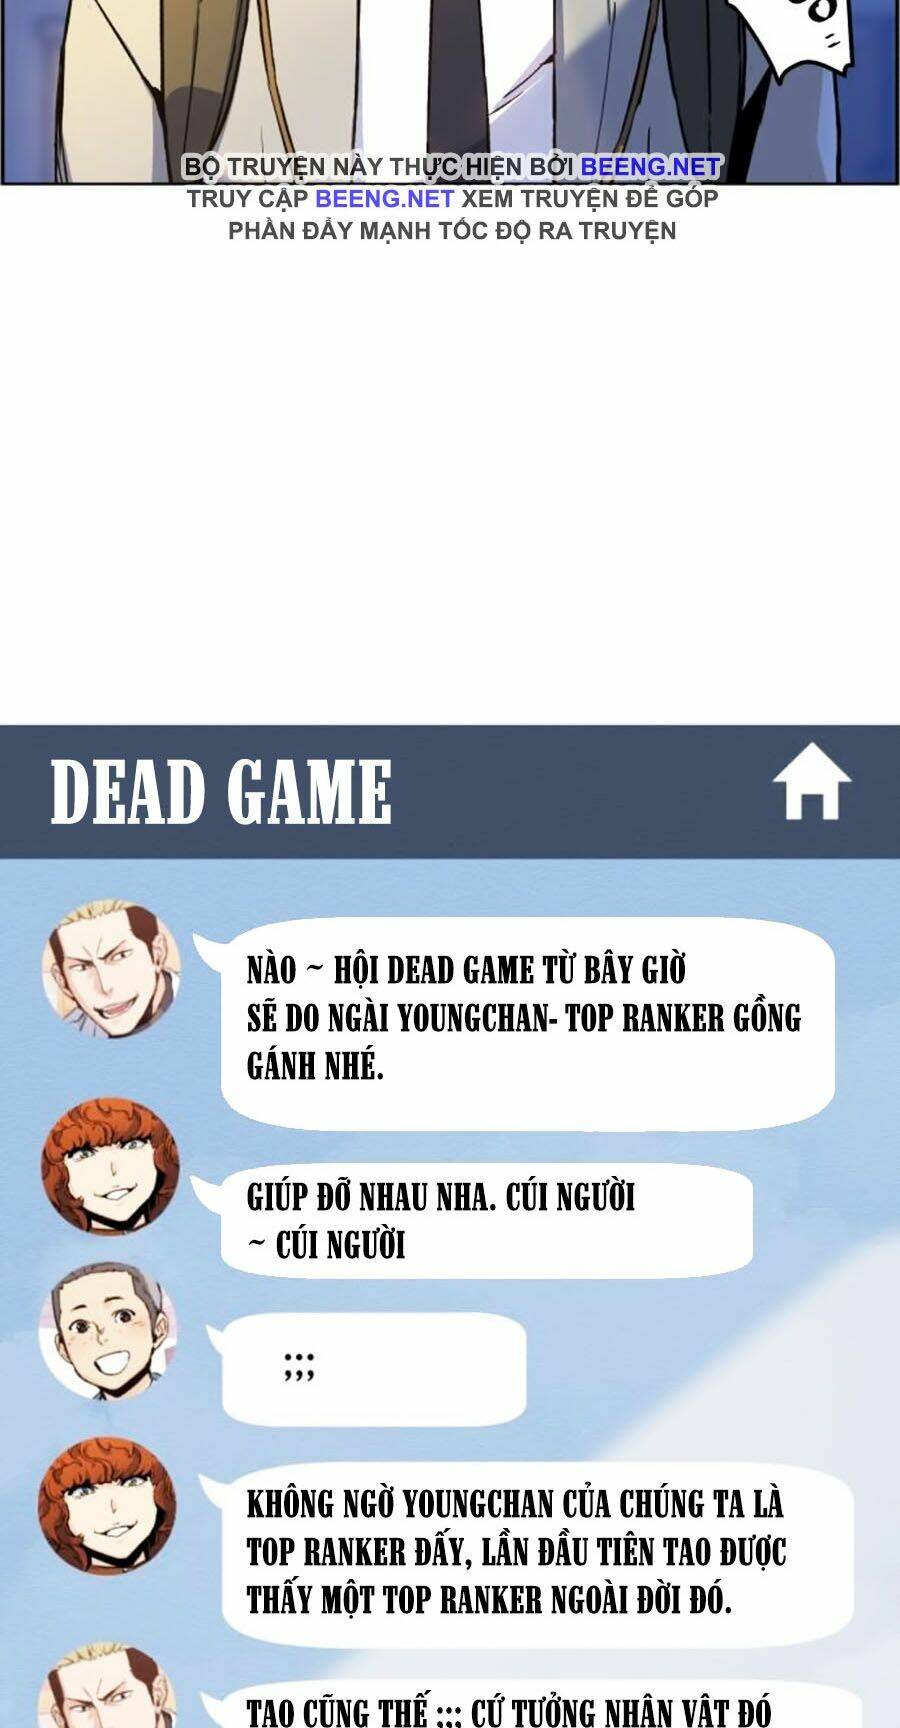 BỘ TRUYỆN NÀY THỰC HIỆN BỞI BEENG.NET
TRUY CẬP BEENG.NET XEM TRUYỆN ĐỂ GÓP
PHẦN ĐẨY MẠNH TỐC ĐỘ RA TRUYỆN
DEAD GAME
NÀO ~ HỘI DEAD GAME TỪ BÂY GIỜ
SẼ DO NGÀI YOUNGCHAN- TOP RANKER GỒNG
GÁNH NHÉ.
GIÚP ĐỠ NHAU NHA. CÚI NGƯỜI
~ CÚI NGƯỜI
;;;
KHÔNG NGỜ YOUNGCHAN CỦA CHÚNG TA LÀ
TOP RANKER ĐẤY, LẦN ĐẦU TIÊN TAO ĐƯỢC
THẤY MỘT TOP RANKER NGOÀI ĐỜI ĐÓ.
TAO CŨNG THẾ ;;; CỨ TƯỞNG NHÂN VẬT ĐÓ